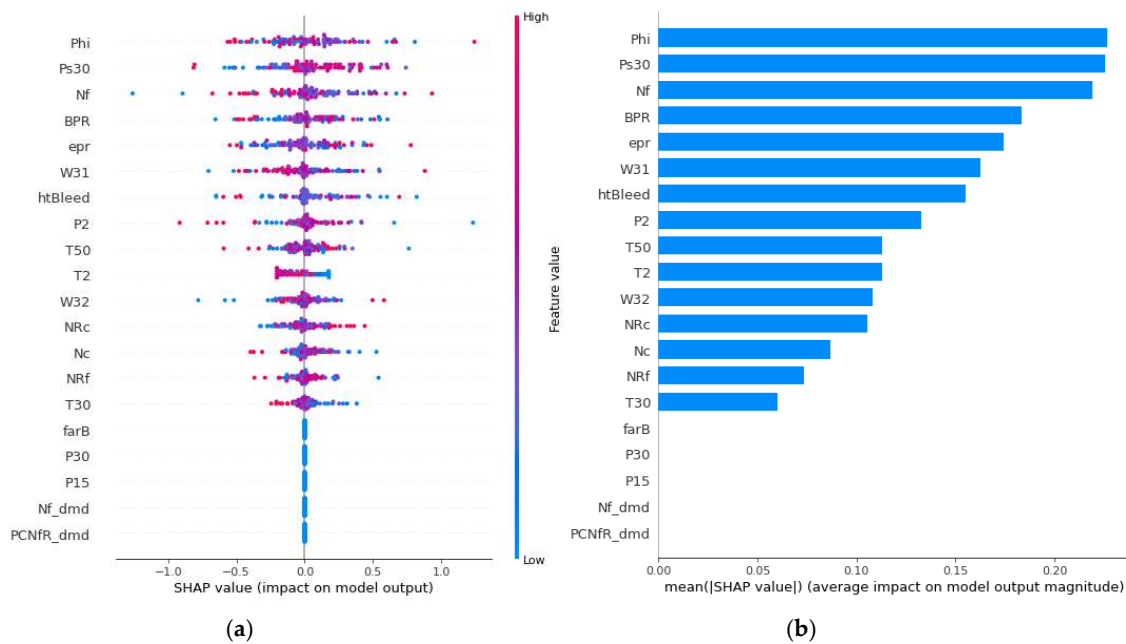 High
Phi
Ps30
Nf
BPR
epr
W31
htBleed
P2
T50
T2
W32
NRc
Nc
NRf
T30
farB
P30
P15
Nf_dmd
PCNfR_dmd
Feature value
Low
−1.0 −0.5 0.0 0.5 1.0
SHAP value (impact on model output)
(a)
Phi
Ps30
Nf
BPR
epr
W31
htBleed
P2
T50
T2
W32
NRc
Nc
NRf
T30
farB
P30
P15
Nf_dmd
PCNfR_dmd
0.00 0.05 0.10 0.15 0.20
mean(|SHAP value|) (average impact on model output magnitude)
(b)